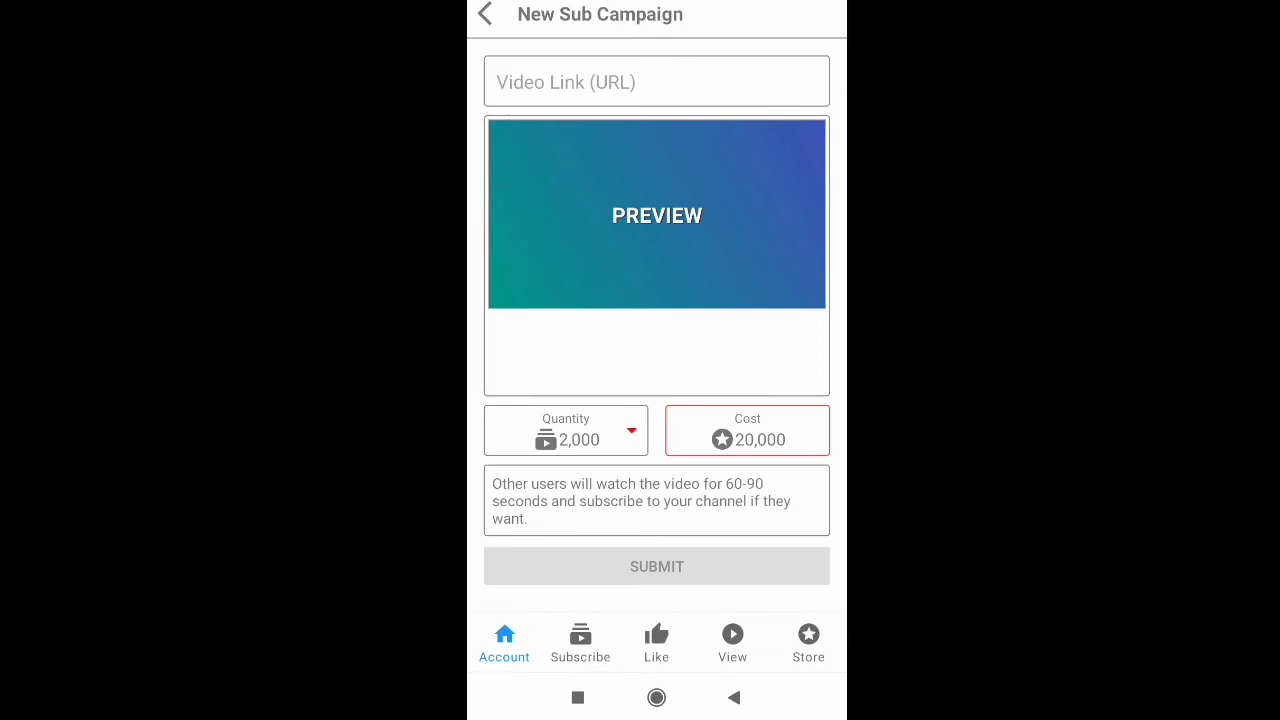 New Sub Campaign
Video Link (URL)
PREVIEW
Quantity
2,000
Cost
20,000
Other users will watch the video for 60-90
seconds and subscribe to your channel if they
want.
SUBMIT
Account
Subscribe
Like
View
Store